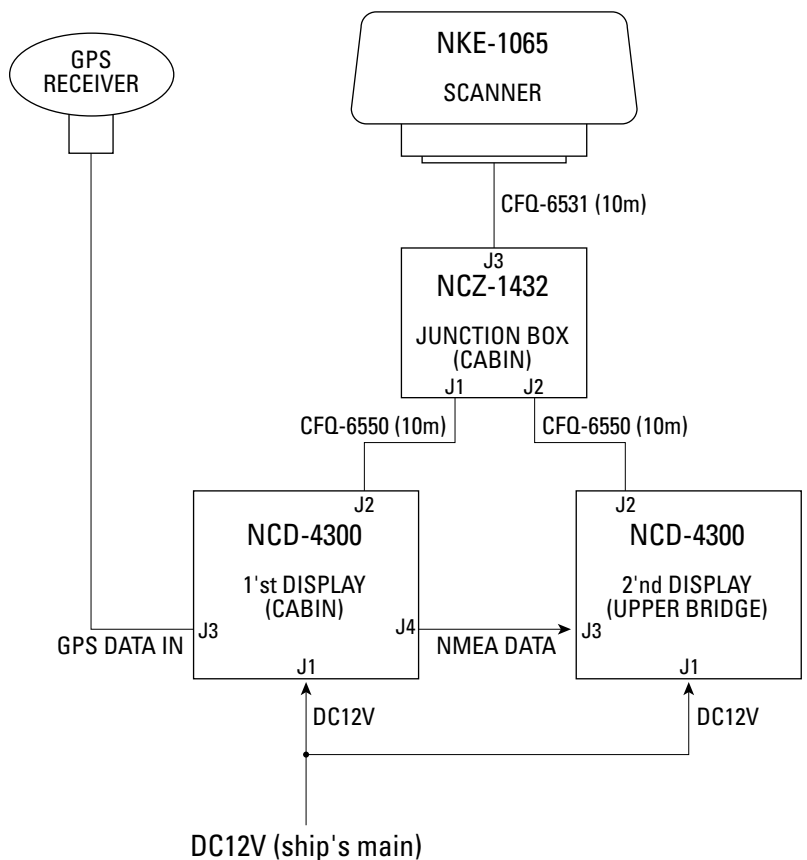 GPS
RECEIVER
NKE-1065
SCANNER
CFQ-6531 (10m)
J3
NCZ-1432
JUNCTION BOX
(CABIN)
J1 J2
CFQ-6550 (10m) CFQ-6550 (10m)
J2 J2
NCD-4300 NCD-4300
1'st DISPLAY 2'nd DISPLAY
(CABIN) (UPPER BRIDGE)
J3 J4 J3
GPS DATA IN NMEA DATA
J1 J1
DC12V DC12V
DC12V (ship's main)